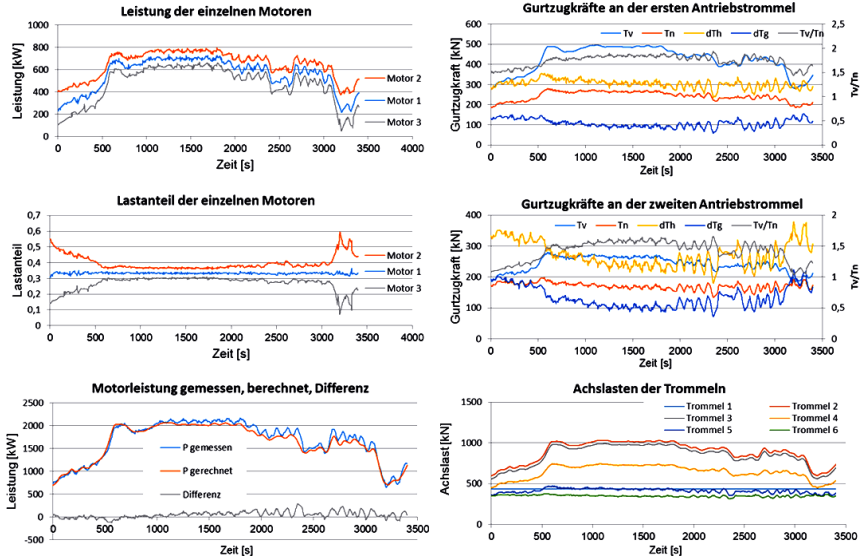 Leistung der einzelnen Motoren
Leistung [kW]
1000
800
600
400
200
0
0 500 1000 1500 2000 2500 3000 3500 4000
Zeit [s]
Motor 2
Motor 1
Motor 3
Gurtzugkräfte an der ersten Antriebstrommel
Tv Tn dTh dTg Tv/Tn
Gurtzugkraft [kN]
600
500
400
300
200
100
0
2,5
2
1,5
1
0,5
0
Tv/Tn
0 500 1000 1500 2000 2500 3000 3500
Zeit [s]
Lastanteil der einzelnen Motoren
Lastanteil
0,7
0,6
0,5
0,4
0,3
0,2
0,1
0
0 500 1000 1500 2000 2500 3000 3500 4000
Zeit [s]
Motor 2
Motor 1
Motor 3
Gurtzugkräfte an der zweiten Antriebstrommel
Tv Tn dTh dTg Tv/Tn
Gurtzugkraft [kN]
400
300
200
100
0
2
1,5
1
0,5
0
Tv/Tn
0 500 1000 1500 2000 2500 3000 3500
Zeit [s]
Motorleistung gemessen, berechnet, Differenz
Leistung [kW]
2500
2000
1500
1000
500
0
-500
P gemessen
P gerechnet
Differenz
0 500 1000 1500 2000 2500 3000 3500
Zeit [s]
Achslasten der Trommeln
Trommel 1 Trommel 2
Trommel 3 Trommel 4
Trommel 5 Trommel 6
Achslast [kN]
1500
1000
500
0
0 500 1000 1500 2000 2500 3000 3500
Zeit [s]